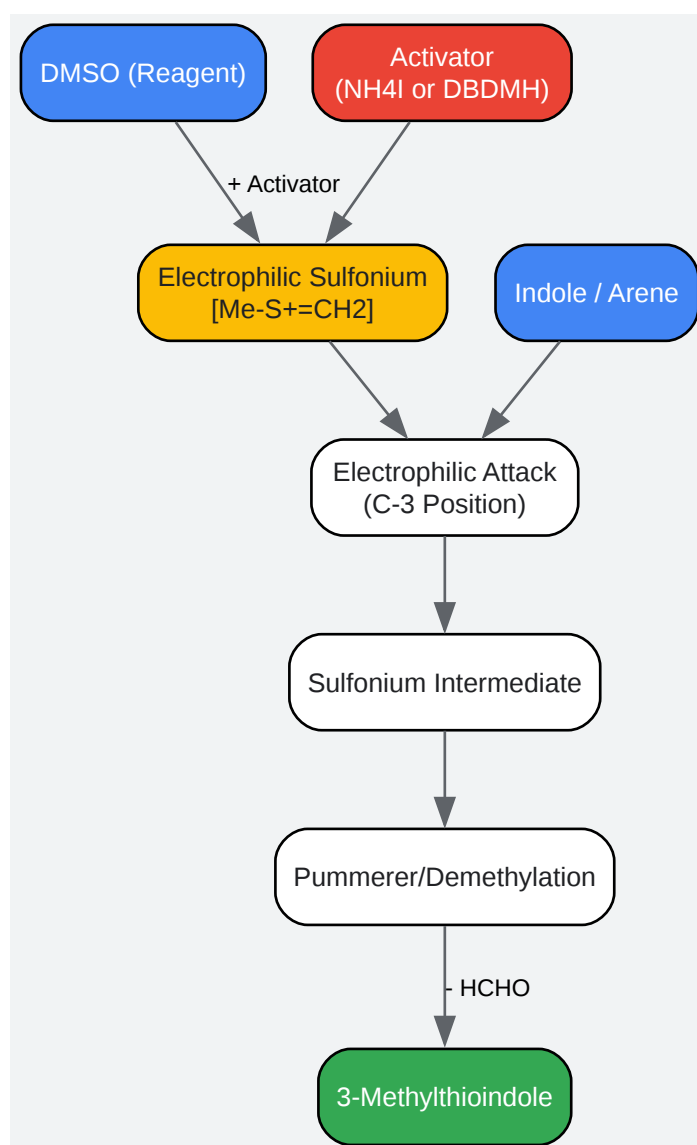 DMSO (Reagent)
Activator
(NH4I or DBDMH)
+ Activator
Electrophilic Sulfonium
[Me-S+=CH2]
Indole / Arene
Electrophilic Attack
(C-3 Position)
Sulfonium Intermediate
Pummerer/Demethylation
- HCHO
3-Methylthioindole